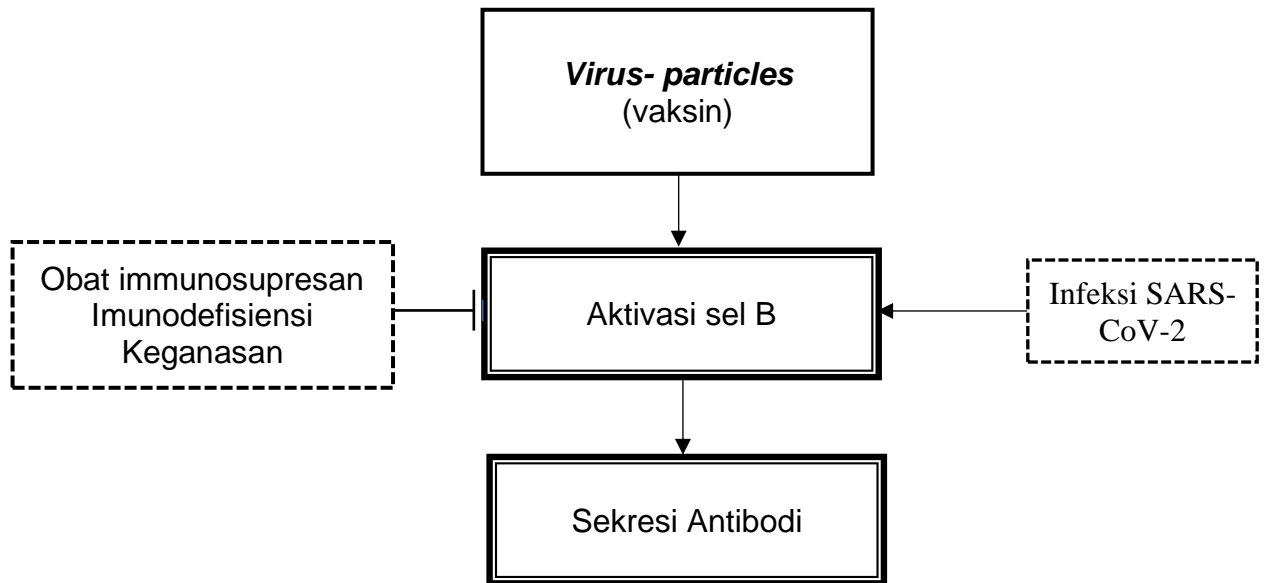 Virus- particles
(vaksin)
Obat immunosupresan
Imunodefisiensi
Keganasan
Aktivasi sel B
Infeksi SARS-
CoV-2
Sekresi Antibodi